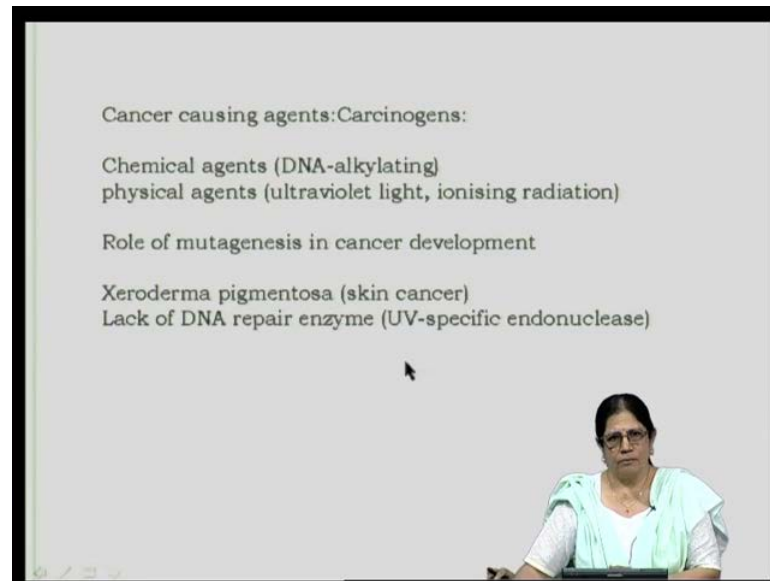 Cancer causing agents:Carcinogens:
Chemical agents (DNA-alkylating)
physical agents (ultraviolet light, ionising radiation)
Role of mutagenesis in cancer development
Xeroderma pigmentosa (skin cancer)
Lack of DNA repair enzyme (UV-specific endonuclease)